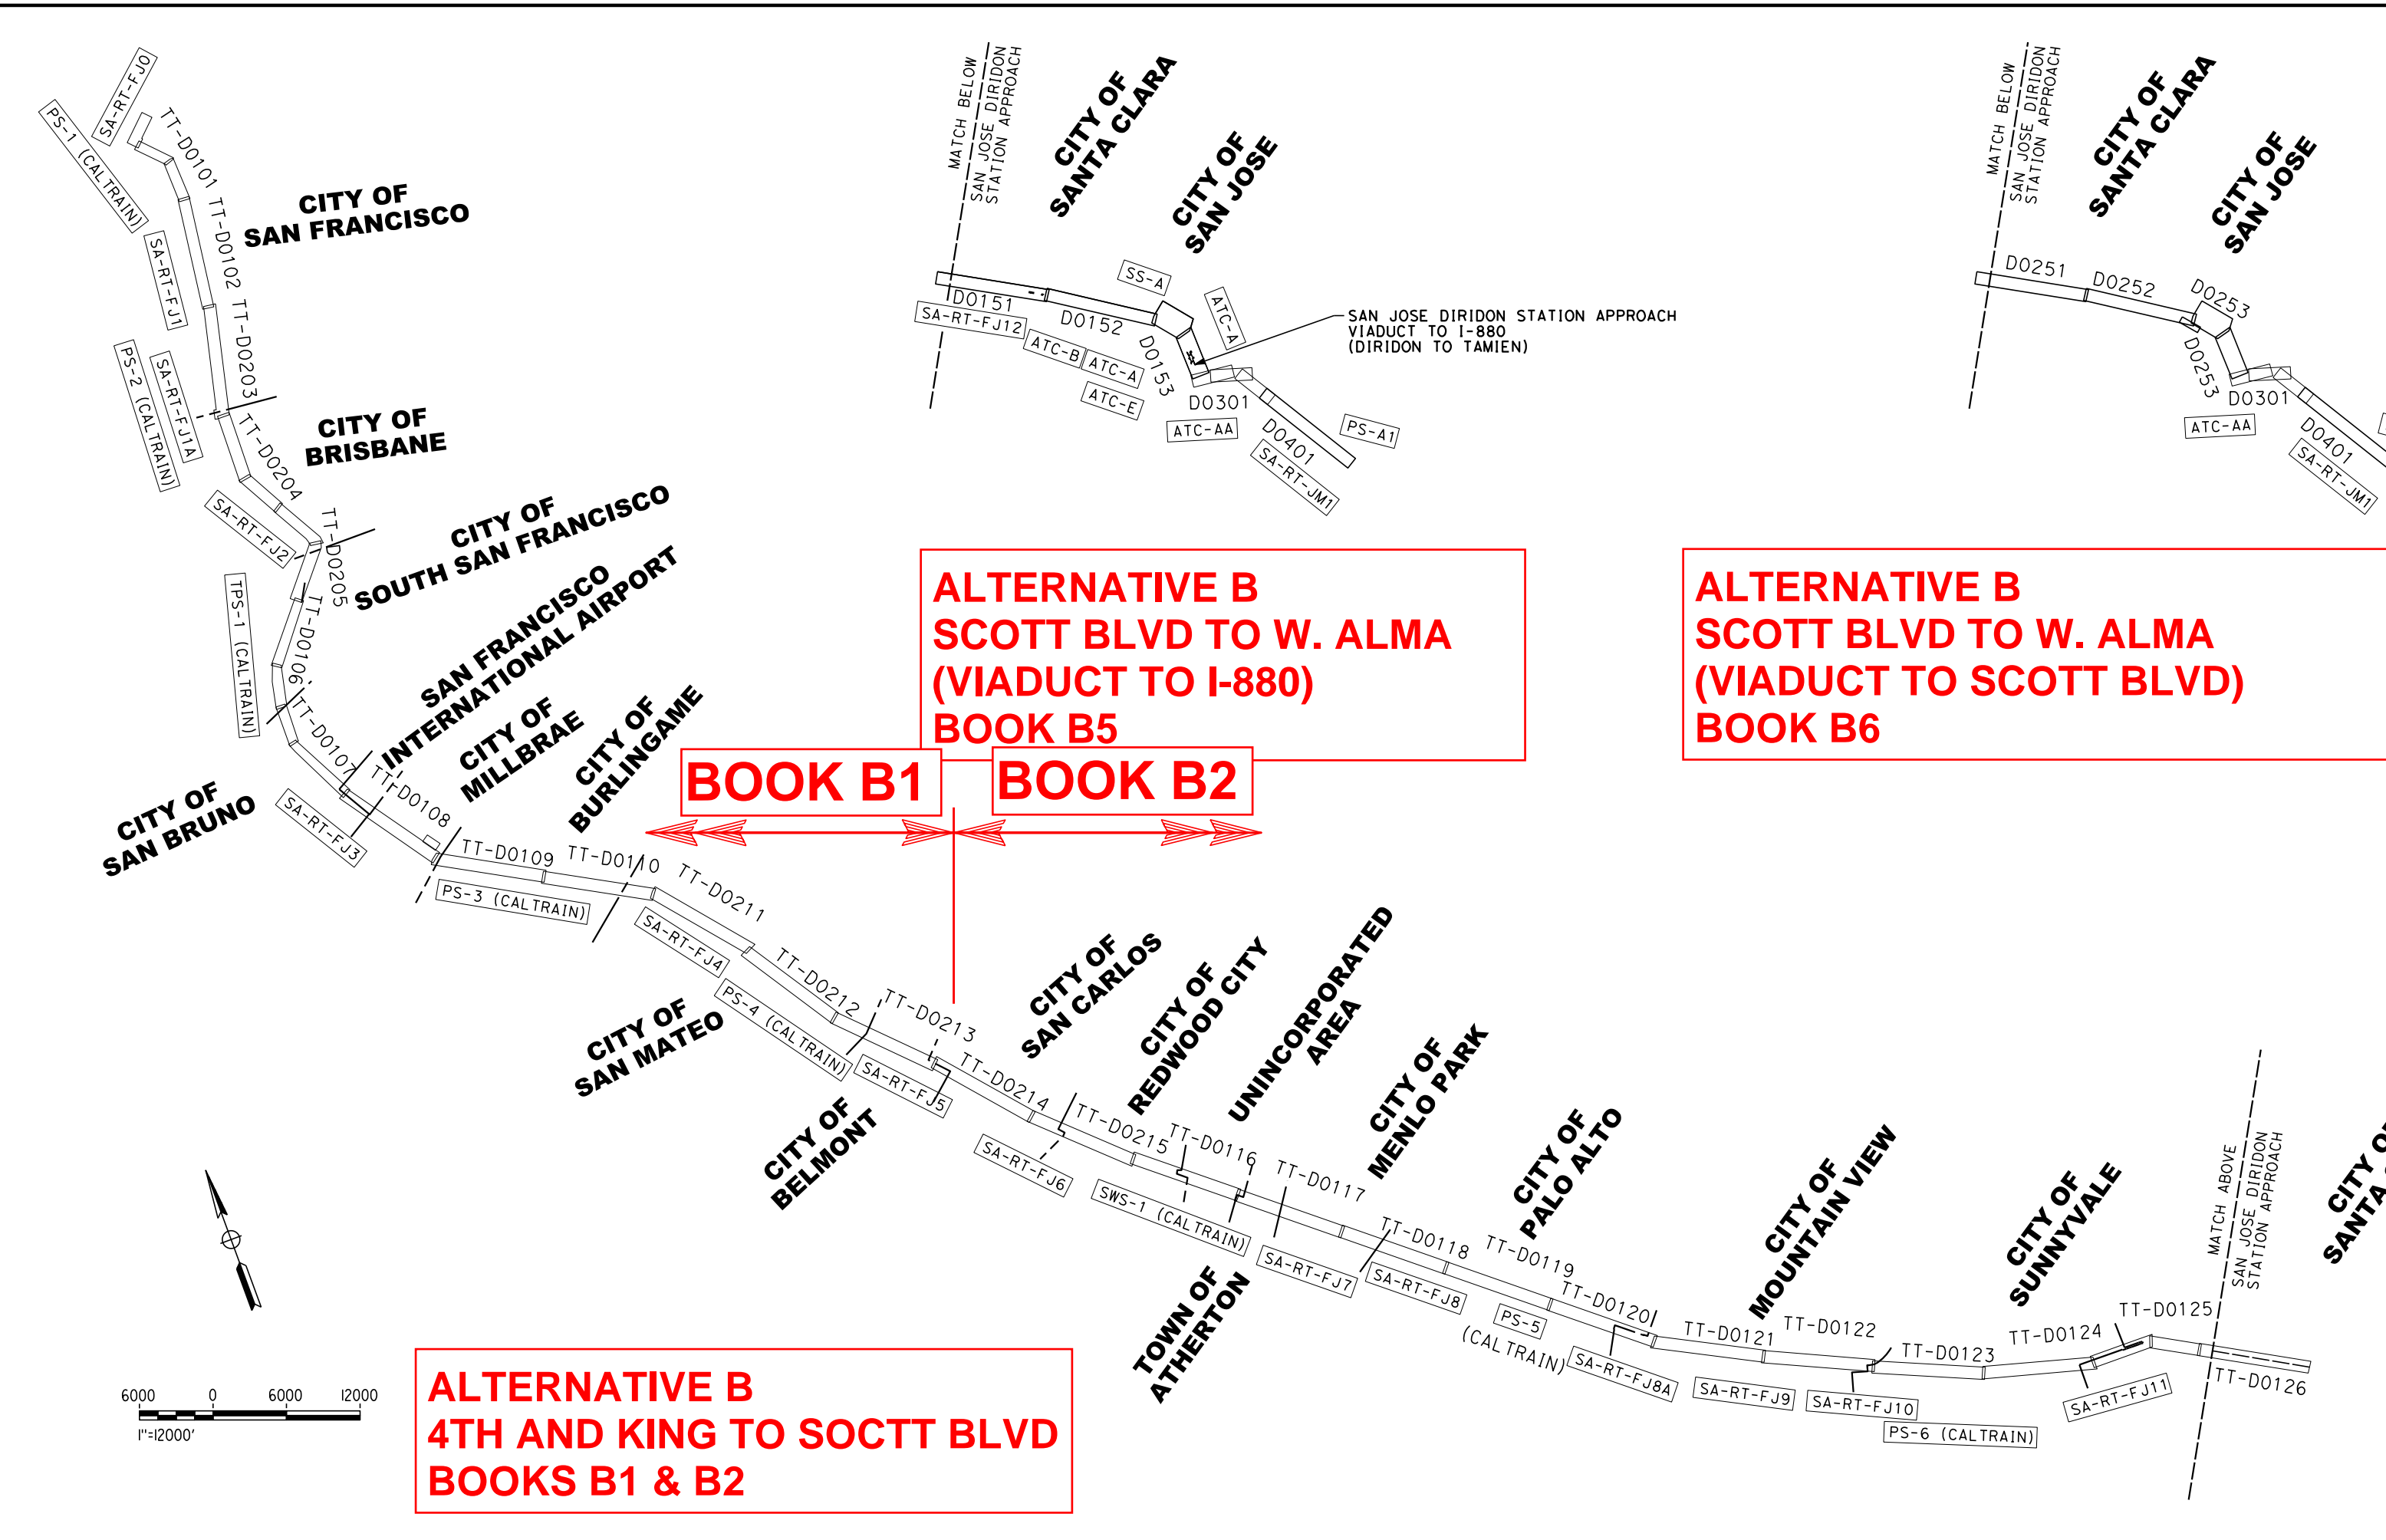 SA-RT-FJ0
PS-1 (CALTRAIN)
TT-D0101
TT-D0102
TT-D0203
CITY OF
SAN FRANCISCO
SA-RT-FJ1
SA-RT-FJ1A
PS-2 (CALTRAIN)
CITY OF
BRISBANE
TT-D0204
SA-RT-FJ2
TT-D0205
CITY OF
SOUTH SAN FRANCISCO
TPS-1 (CALTRAIN)
TT-D0106
SAN FRANCISCO
INTERNATIONAL AIRPORT
TT-D0107
CITY OF
SAN BRUNO
SA-RT-FJ3
TT-D0108
CITY OF
MILLBRAE
CITY OF
BURLINGAME
MATCH BELOW
SAN JOSE DIRIDON
STATION APPROACH
CITY OF
SANTA CLARA
CITY OF
SAN JOSE
SS-A
ATC-A
D0151
SA-RT-FJ12
D0152
ATC-B
ATC-A
ATC-E
D0153
SAN JOSE DIRIDON STATION APPROACH
VIADUCT TO I-880
(DIRIDON TO TAMIEN)
D0301
ATC-AA
D0401
SA-RT-JM1
PS-A1
MATCH BELOW
SAN JOSE DIRIDON
STATION APPROACH
CITY OF
SANTA CLARA
CITY OF
SAN JOSE
D0251
D0252
D0253
D0253
D0301
ATC-AA
D0401
SA-RT-JM1
ALTERNATIVE B
SCOTT BLVD TO W. ALMA
(VIADUCT TO I-880)
BOOK B5
ALTERNATIVE B
SCOTT BLVD TO W. ALMA
(VIADUCT TO SCOTT BLVD)
BOOK B6
BOOK B1
BOOK B2
TT-D0109
PS-3 (CALTRAIN)
TT-D0110
TT-D0211
SA-RT-FJ4
TT-D0212
PS-4 (CALTRAIN)
CITY OF
SAN MATEO
TT-D0213
SA-RT-FJ5
CITY OF
BELMONT
TT-D0214
CITY OF
SAN CARLOS
SA-RT-FJ6
TT-D0215
CITY OF
REDWOOD CITY
SWS-1 (CALTRAIN)
TT-D0116
UNINCORPORATED
AREA
TOWN OF
ATHERTON
TT-D0117
SA-RT-FJ7
CITY OF
MENLO PARK
TT-D0118
SA-RT-FJ8
TT-D0119
PS-5
(CALTRAIN)
CITY OF
PALO ALTO
TT-D0120
SA-RT-FJ8A
TT-D0121
SA-RT-FJ9
CITY OF
MOUNTAIN VIEW
TT-D0122
SA-RT-FJ10
TT-D0123
PS-6 (CALTRAIN)
CITY OF
SUNNYVALE
TT-D0124
TT-D0125
SA-RT-FJ11
MATCH ABOVE
SAN JOSE DIRIDON
STATION APPROACH
TT-D0126
CITY OF
SANTA
6000 0 6000 12000
1"=12000'
ALTERNATIVE B
4TH AND KING TO SOCTT BLVD
BOOKS B1 & B2